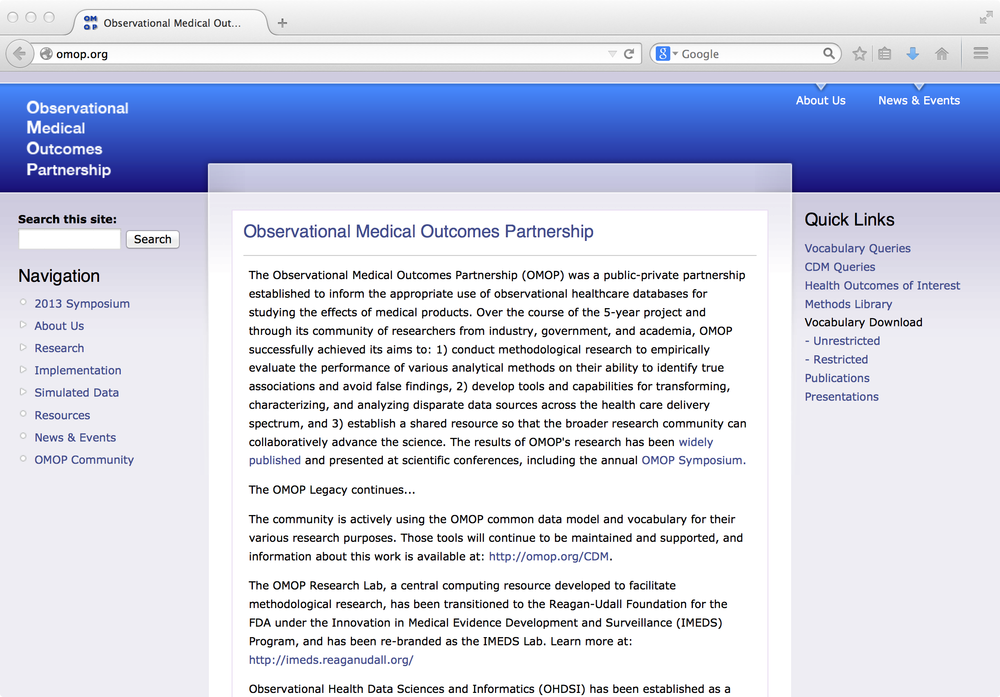 OM
OP
Observational Medical Out...
omop.org
Google
About Us
News & Events
Observational
Medical
Outcomes
Partnership
Search this site:
Search
Navigation
2013 Symposium
About Us
Research
Implementation
Simulated Data
Resources
News & Events
OMOP Community
Observational Medical Outcomes Partnership
The Observational Medical Outcomes Partnership (OMOP) was a public-private partnership
established to inform the appropriate use of observational healthcare databases for
studying the effects of medical products. Over the course of the 5-year project and
through its community of researchers from industry, government, and academia, OMOP
successfully achieved its aims to: 1) conduct methodological research to empirically
evaluate the performance of various analytical methods on their ability to identify true
associations and avoid false findings, 2) develop tools and capabilities for transforming,
characterizing, and analyzing disparate data sources across the health care delivery
spectrum, and 3) establish a shared resource so that the broader research community can
collaboratively advance the science. The results of OMOP's research has been widely
published and presented at scientific conferences, including the annual OMOP Symposium.
The OMOP Legacy continues...
The community is actively using the OMOP common data model and vocabulary for their
various research purposes. Those tools will continue to be maintained and supported, and
information about this work is available at: http://omop.org/CDM.
The OMOP Research Lab, a central computing resource developed to facilitate
methodological research, has been transitioned to the Reagan-Udall Foundation for the
FDA under the Innovation in Medical Evidence Development and Surveillance (IMEDS)
Program, and has been re-branded as the IMEDS Lab. Learn more at:
http://imeds.reaganudall.org/
Observational Health Data Sciences and Informatics (OHDSI) has been established as a
Quick Links
Vocabulary Queries
CDM Queries
Health Outcomes of Interest
Methods Library
Vocabulary Download
- Unrestricted
- Restricted
Publications
Presentations